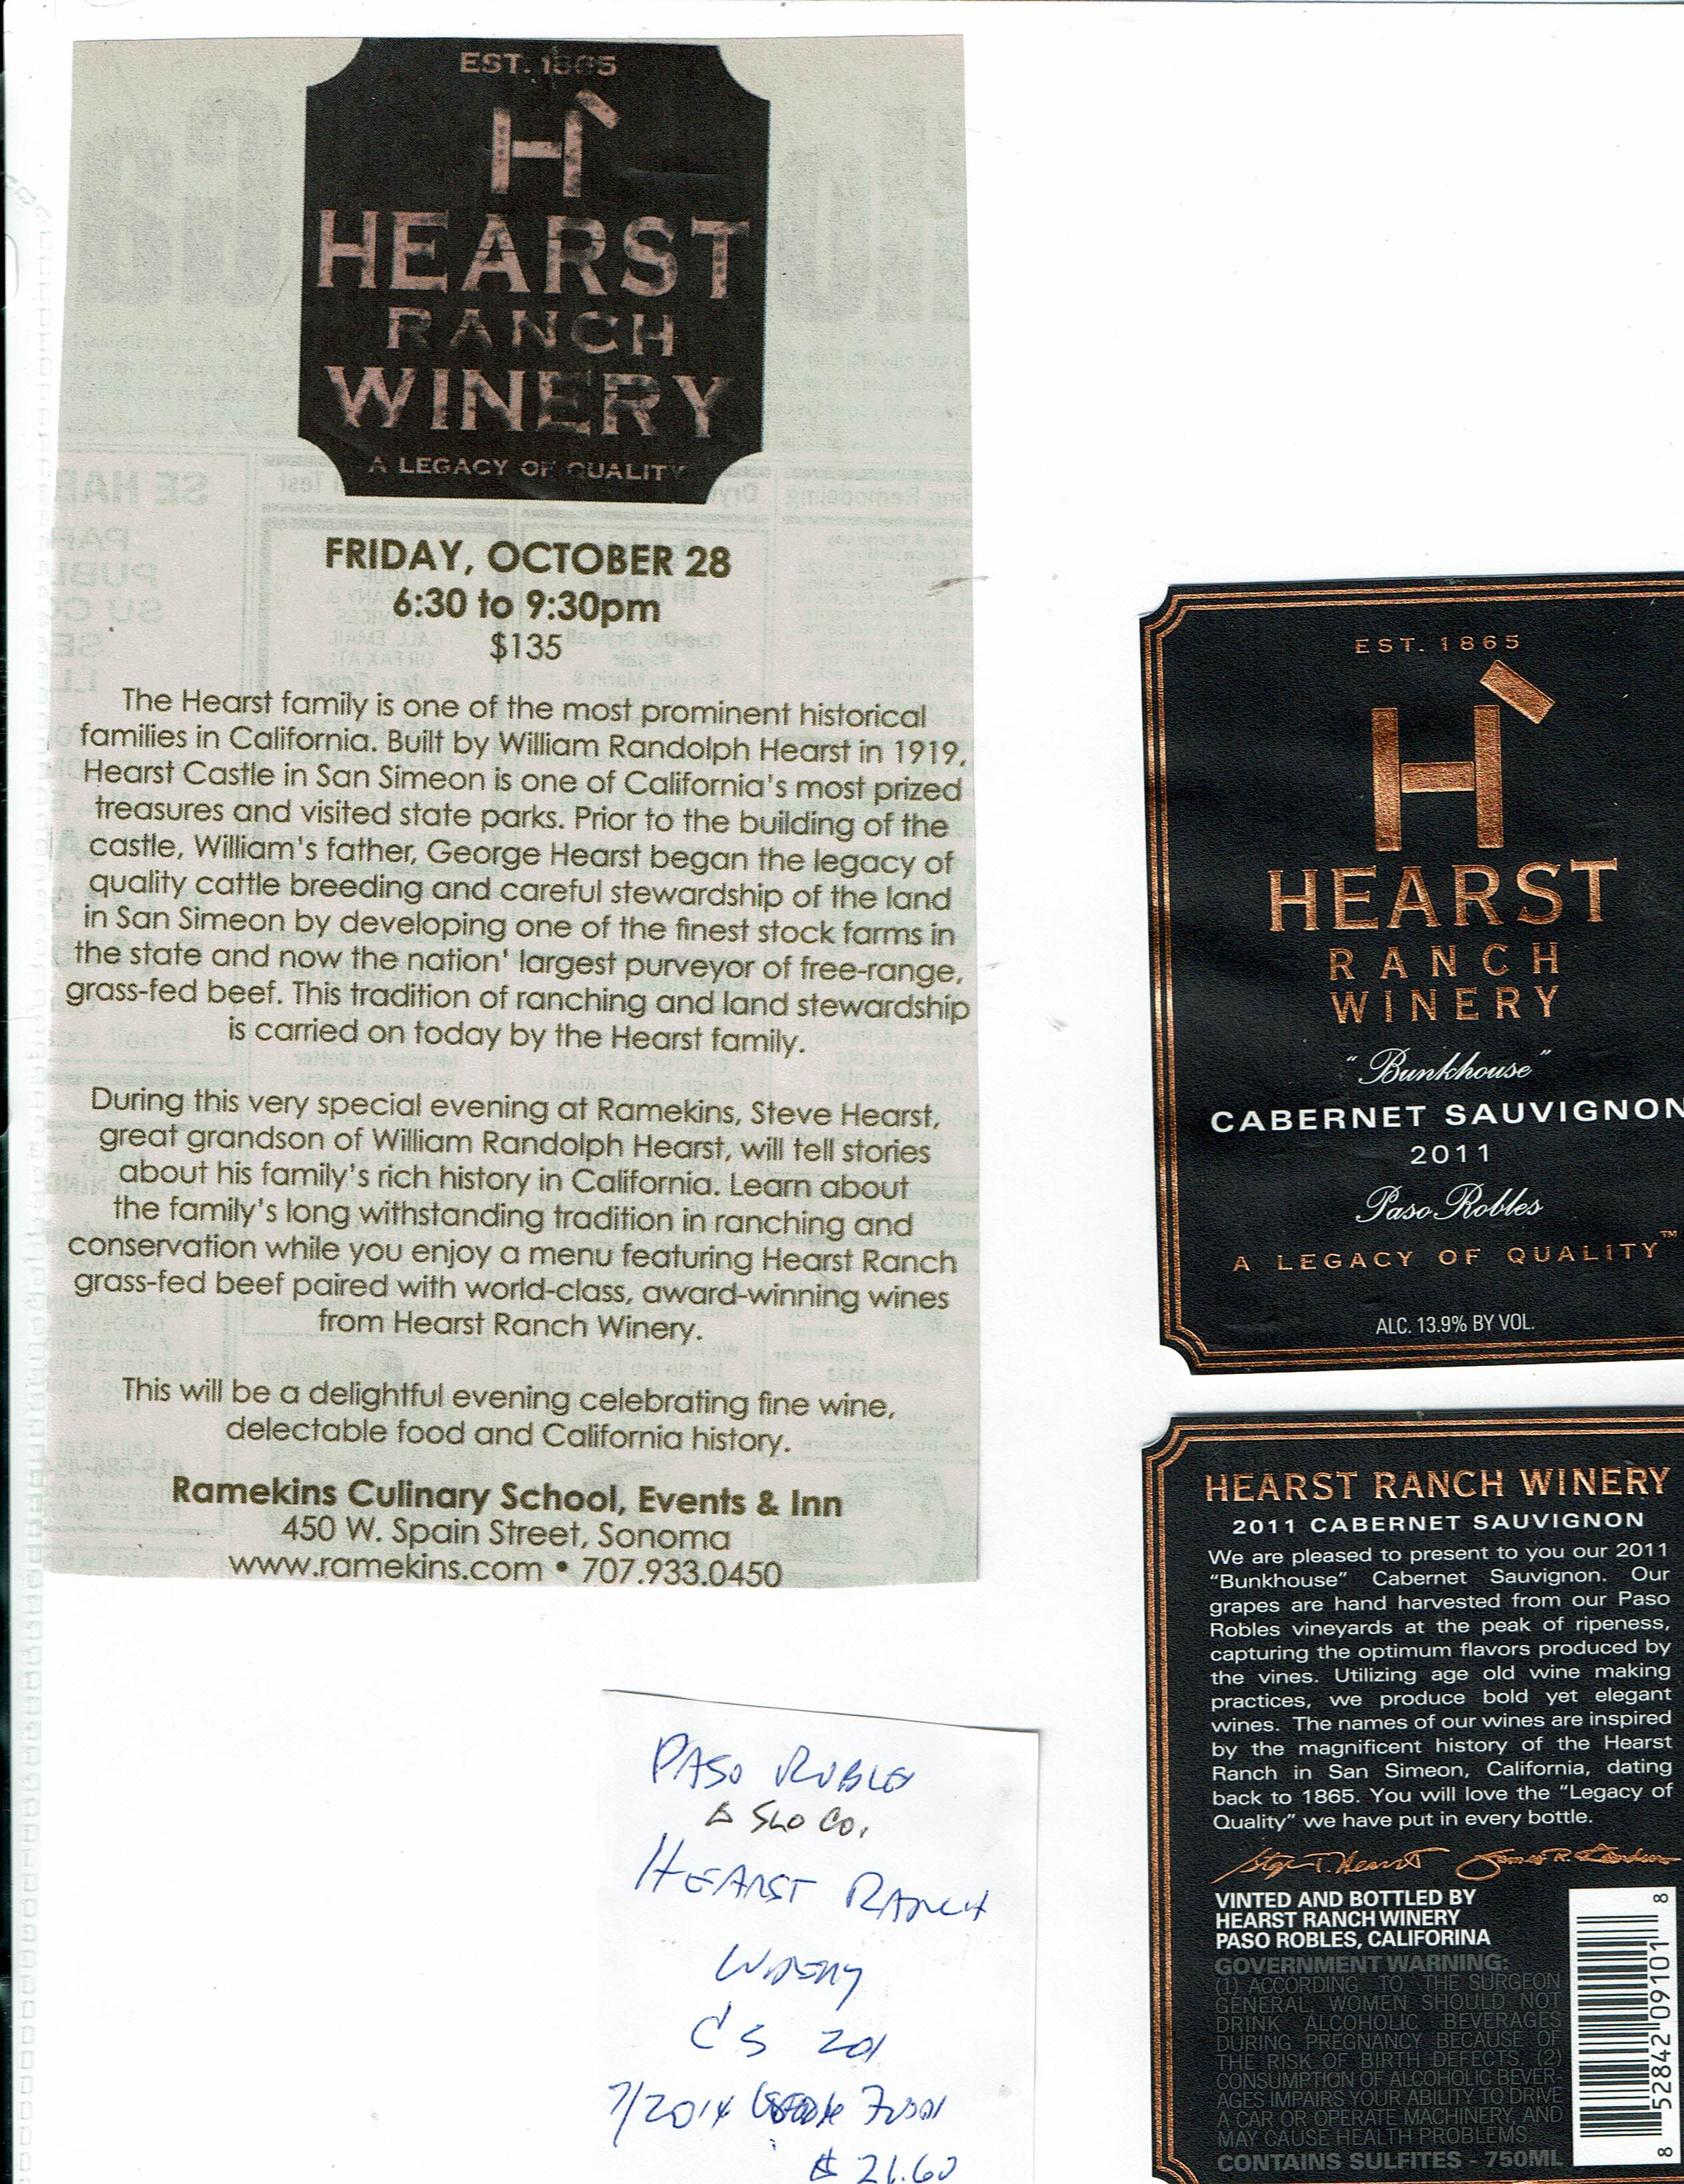 EST. 1865
H
HEARST
RANCH
WINERY
A LEGACY OF QUALITY
FRIDAY, OCTOBER 28
6:30 to 9:30pm
$135
The Hearst family is one of the most prominent historical
families in California. Built by William Randolph Hearst in 1919,
Hearst Castle in San Simeon is one of California's most prized
treasures and visited state parks. Prior to the building of the
castle, William's father, George Hearst began the legacy of
quality cattle breeding and careful stewardship of the land
in San Simeon by developing one of the finest stock farms in
the state and now the nation' largest purveyor of free-range,
grass-fed beef. This tradition of ranching and land stewardship
is carried on today by the Hearst family.
During this very special evening at Ramekins, Steve Hearst,
great grandson of William Randolph Hearst, will tell stories
about his family's rich history in California. Learn about
the family's long withstanding tradition in ranching and
conservation while you enjoy a menu featuring Hearst Ranch
grass-fed beef paired with world-class, award-winning wines
from Hearst Ranch Winery.
This will be a delightful evening celebrating fine wine,
delectable food and California history.
Ramekins Culinary School, Events & Inn
450 W. Spain Street, Sonoma
www.ramekins.com • 707.933.0450
PASO ROBLES
SLO CO.
HEARST RANCH
WINERY
CS 201
7/2014
$21.60
EST. 1865
H
HEARST
RANCH
WINERY
"Bunkhouse"
CABERNET SAUVIGNON
2011
Paso Robles
A LEGACY OF QUALITY™
ALC. 13.9% BY VOL.
HEARST RANCH WINERY
2011 CABERNET SAUVIGNON
We are pleased to present to you our 2011
"Bunkhouse" Cabernet Sauvignon. Our
grapes are hand harvested from our Paso
Robles vineyards at the peak of ripeness,
capturing the optimum flavors produced by
the vines. Utilizing age old wine making
practices, we produce bold yet elegant
wines. The names of our wines are inspired
by the magnificent history of the Hearst
Ranch in San Simeon, California, dating
back to 1865. You will love the "Legacy of
Quality" we have put in every bottle.
VINTED AND BOTTLED BY
HEARST RANCH WINERY
PASO ROBLES, CALIFORINA
GOVERNMENT WARNING:
(1) ACCORDING TO THE SURGEON
GENERAL, WOMEN SHOULD NOT
DRINK ALCOHOLIC BEVERAGES
DURING PREGNANCY BECAUSE OF
THE RISK OF BIRTH DEFECTS. (2)
CONSUMPTION OF ALCOHOLIC BEVER-
AGES IMPAIRS YOUR ABILITY TO DRIVE
A CAR OR OPERATE MACHINERY, AND
MAY CAUSE HEALTH PROBLEMS.
CONTAINS SULFITES - 750ML
8 52842 09101 8